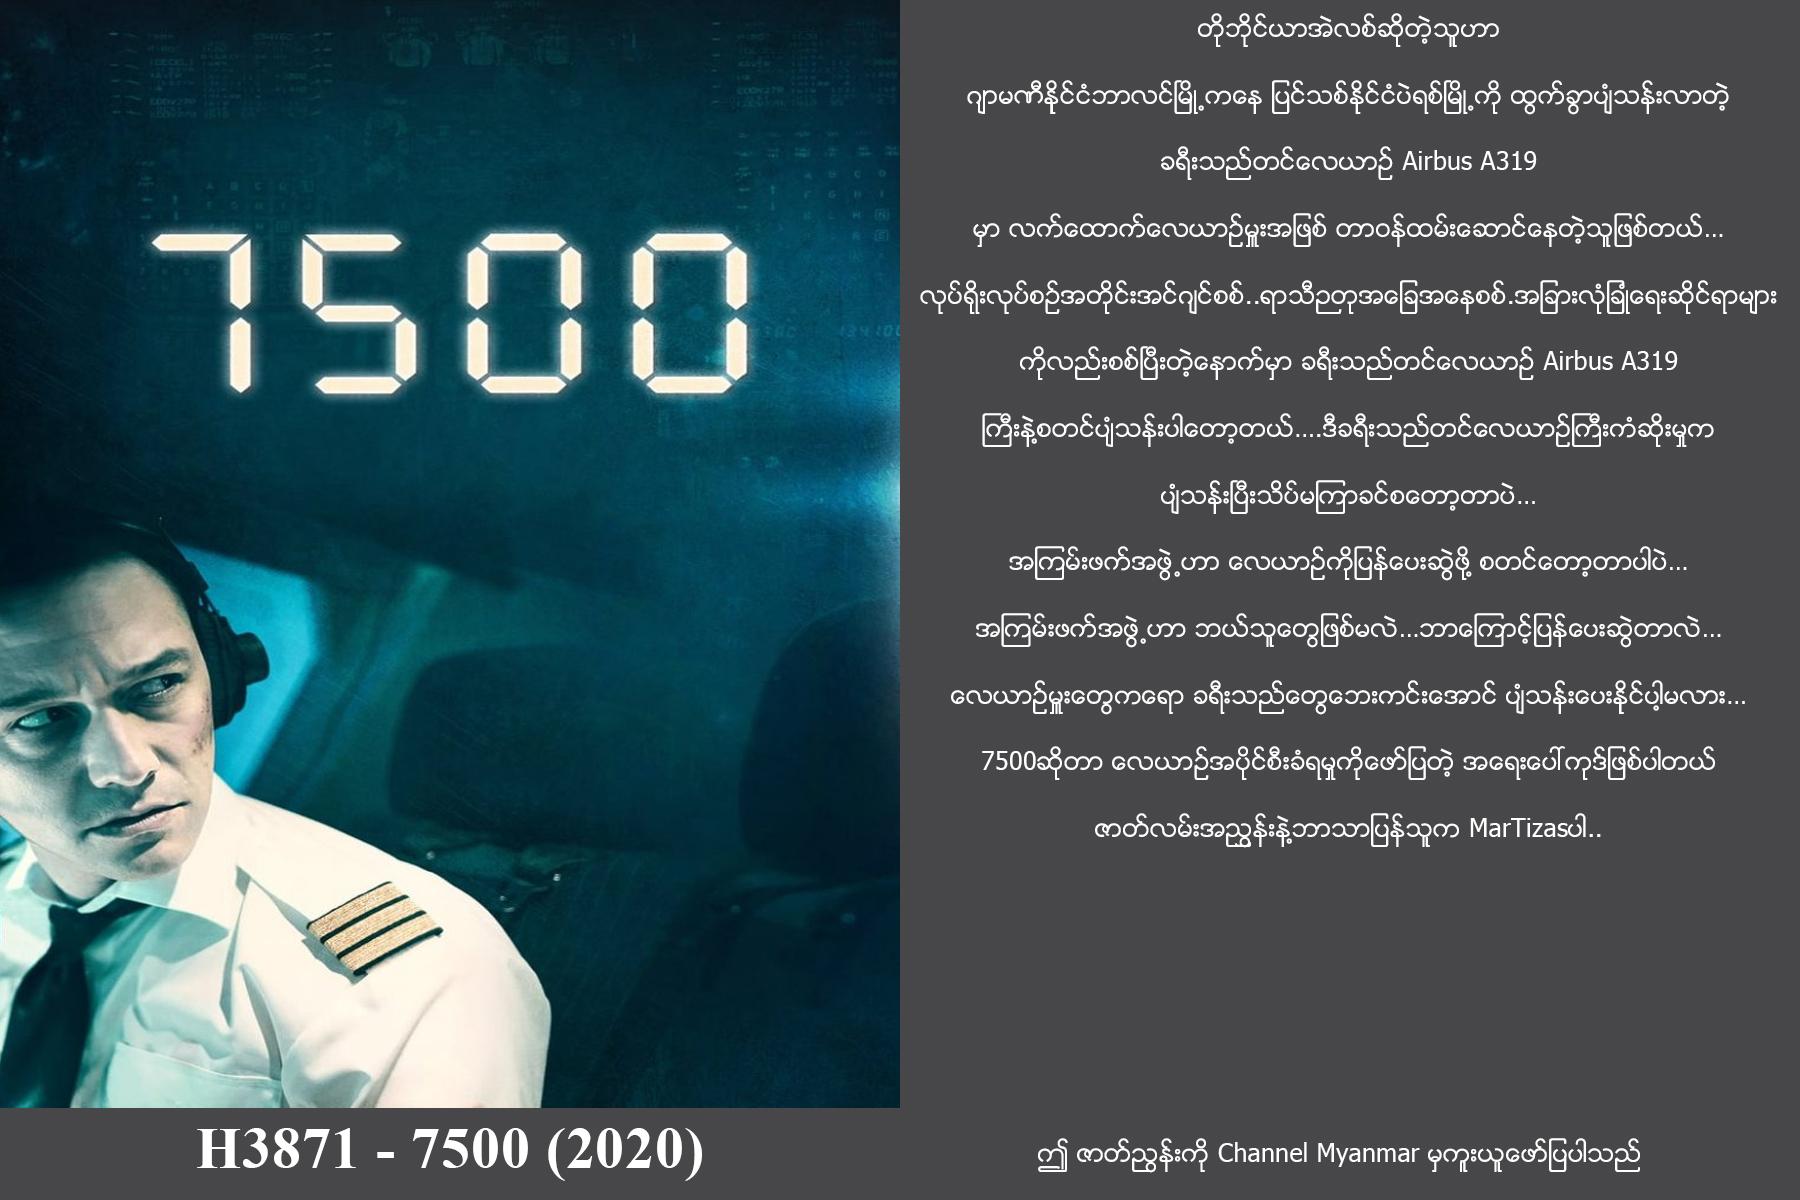 7500
H3871 - 7500 (2020)
တိုဘိုင်ယာအဲလစ်ဆိုတဲ့သူဟာ
ဂျာမဏီနိုင်ငံဘာလင်မြို့ကနေ ပြင်သစ်နိုင်ငံပဲရစ်မြို့ကို ထွက်ခွာပျံသန်းလာတဲ့
ခရီးသည်တင်လေယာဉ် Airbus A319
မှာ လက်ထောက်လေယာဉ်မှူးအဖြစ် တာဝန်ထမ်းဆောင်နေတဲ့သူဖြစ်တယ်...
လုပ်ရိုးလုပ်စဉ်အတိုင်းအင်ဂျင်စစ်..ရာသီဥတုအခြေအနေစစ်.အခြားလုံခြုံရေးဆိုင်ရာများ
ကိုလည်းစစ်ပြီးတဲ့နောက်မှာ ခရီးသည်တင်လေယာဉ် Airbus A319
ကြီးနဲ့စတင်ပျံသန်းပါတော့တယ်....ဒီခရီးသည်တင်လေယာဉ်ကြီးကံဆိုးမှုက
ပျံသန်းပြီးသိပ်မကြာခင်စတော့တာပဲ...
အကြမ်းဖက်အဖွဲ့ဟာ လေယာဉ်ကိုပြန်ပေးဆွဲဖို့ စတင်တော့တာပါပဲ...
အကြမ်းဖက်အဖွဲ့ဟာ ဘယ်သူတွေဖြစ်မလဲ...ဘာကြောင့်ပြန်ပေးဆွဲတာလဲ...
လေယာဉ်မှူးတွေကရော ခရီးသည်တွေဘေးကင်းအောင် ပျံသန်းပေးနိုင်ပါ့မလား...
7500ဆိုတာ လေယာဉ်အပိုင်စီးခံရမှုကိုဖော်ပြတဲ့ အရေးပေါ်ကုဒ်ဖြစ်ပါတယ်
ဇာတ်လမ်းအညွှန်းနဲ့ဘာသာပြန်သူက MarTizasပါ..
ဤ ဇာတ်ညွှန်းကို Channel Myanmar မှကူးယူဖော်ပြပါသည်